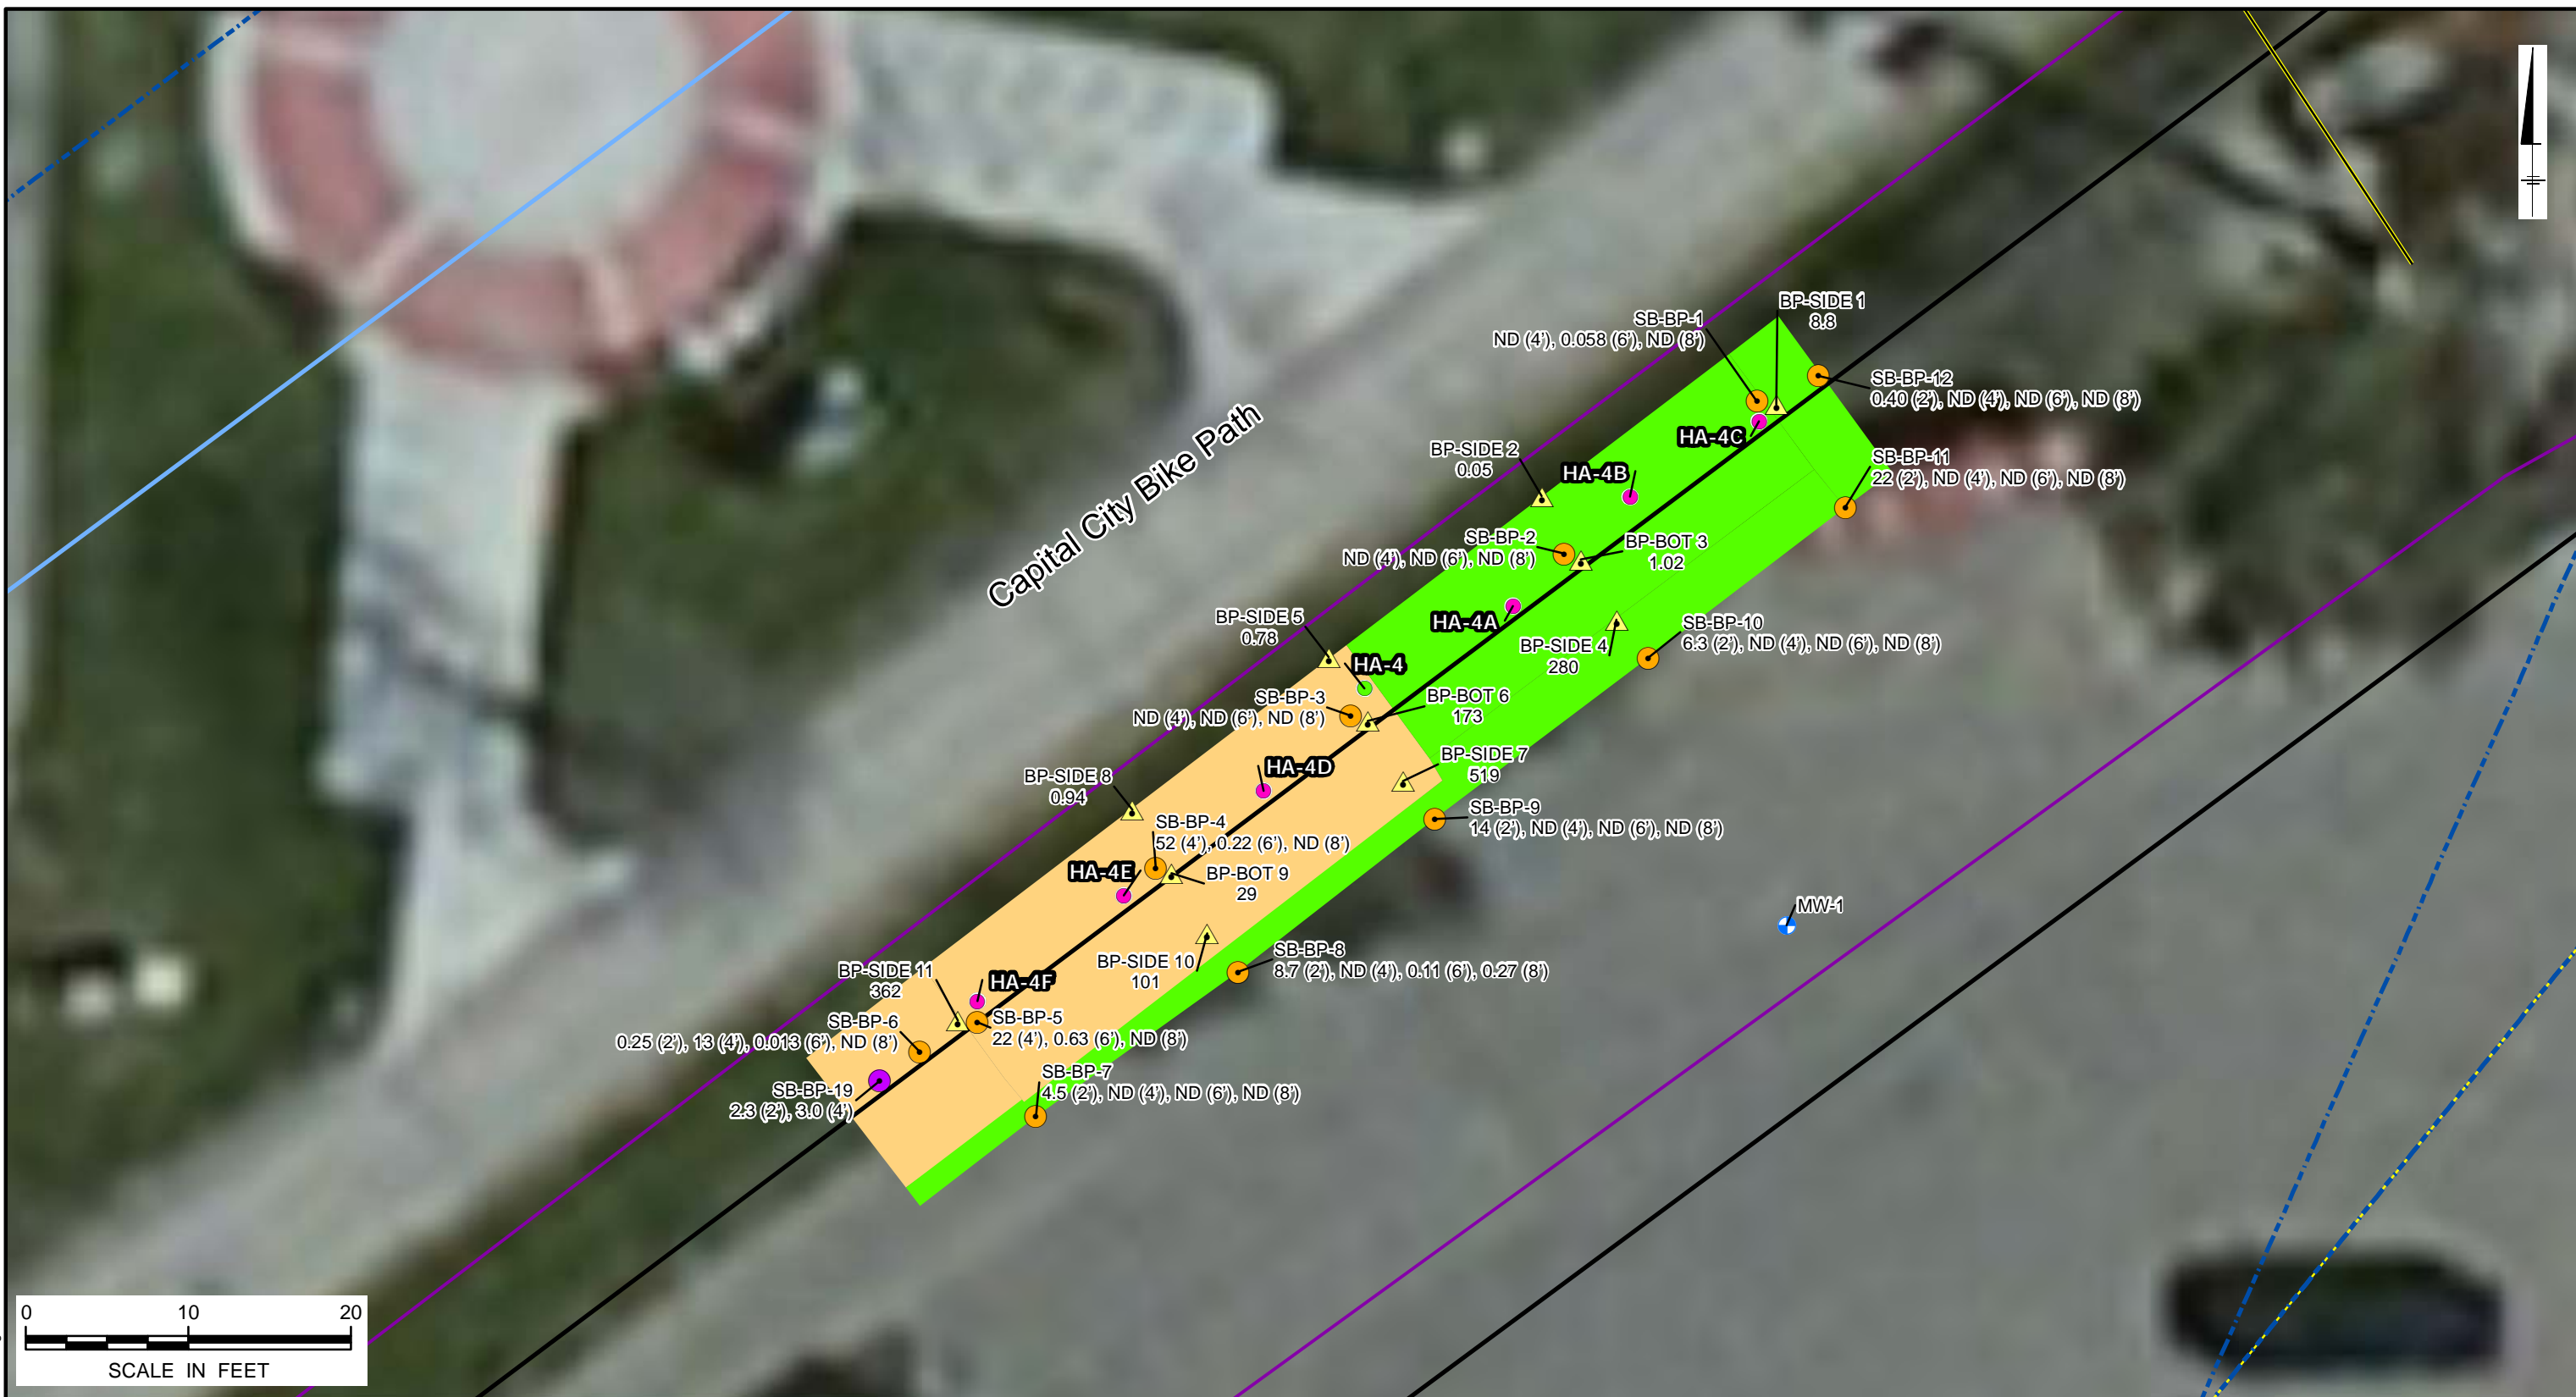 BP-SIDE 1
8.8
SB-BP-1
ND (4'), 0.058 (6'), ND (8')
SB-BP-12
0.40 (2'), ND (4'), ND (6'), ND (8')
HA-4C
BP-SIDE 2
0.05
HA-4B
SB-BP-11
22 (2'), ND (4'), ND (6'), ND (8')
Capital City Bike Path
SB-BP-2
ND (4'), ND (6'), ND (8')
BP-BOT 3
1.02
HA-4A
BP-SIDE 5
0.78
SB-BP-10
6.3 (2'), ND (4'), ND (6'), ND (8')
BP-SIDE 4
280
HA-4
SB-BP-3
ND (4'), ND (6'), ND (8')
BP-BOT 6
173
BP-SIDE 7
519
HA-4D
BP-SIDE 8
0.94
SB-BP-9
14 (2'), ND (4'), ND (6'), ND (8')
SB-BP-4
52 (4'), 0.22 (6'), ND (8')
HA-4E
BP-BOT 9
29
MW-1
SB-BP-8
8.7 (2'), ND (4'), 0.11 (6'), 0.27 (8')
BP-SIDE 10
101
BP-SIDE 11
362
HA-4F
SB-BP-6
0.25 (2'), 13 (4'), 0.013 (6'), ND (8')
SB-BP-5
22 (4'), 0.63 (6'), ND (8')
SB-BP-7
4.5 (2'), ND (4'), ND (6'), ND (8')
SB-BP-19
2.3 (2'), 3.0 (4')
0 10 20
SCALE IN FEET